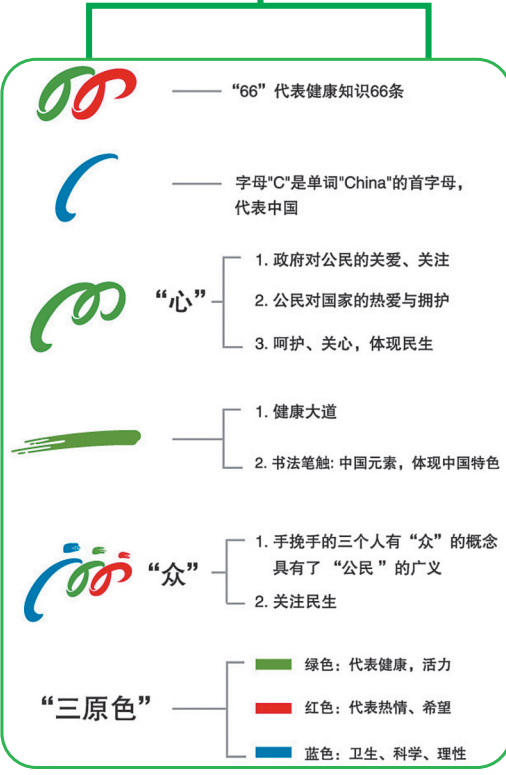 “66”代表健康知识66条
字母"C"是单词"China"的首字母，
代表中国
“心”
1. 政府对公民的关爱、关注
2. 公民对国家的热爱与拥护
3. 呵护、关心，体现民生
1. 健康大道
2. 书法笔触: 中国元素，体现中国特色
“众”
1. 手挽手的三个人有“众”的概念
具有了 “公民 ”的广义
2. 关注民生
“三原色”
绿色：代表健康，活力
红色：代表热情、希望
蓝色：卫生、科学、理性